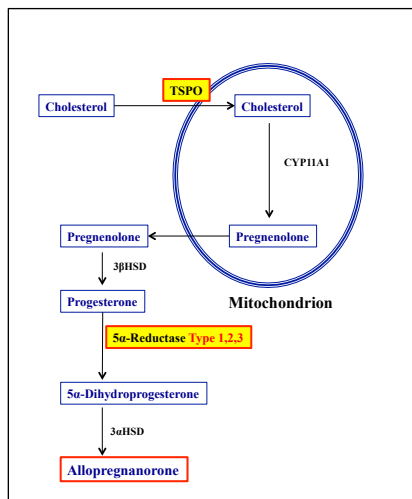 TSPO
Cholesterol
Cholesterol
CYP11A1
Pregnenolone
Pregnenolone
3βHSD
Mitochondrion
Progesterone
5α-Reductase Type 1,2,3
5α-Dihydroprogesterone
3αHSD
Allopregnanorone